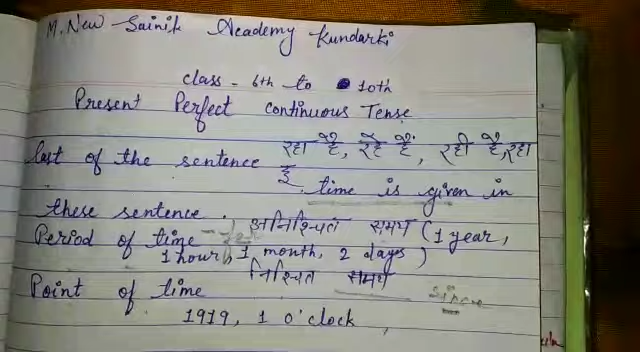 M. New Sainik Academy Kundarki
class - 6th to 10th
Present Perfect continuous Tense
last of the sentence रहा है, रहे हैं, रही है, रहा
हूँ. time is given in
these sentence.
Period of time - for अनिश्चित समय (1 year,
1 hour, 1 month, 2 days)
Point of time निश्चित समय since
1919, 1 o'clock